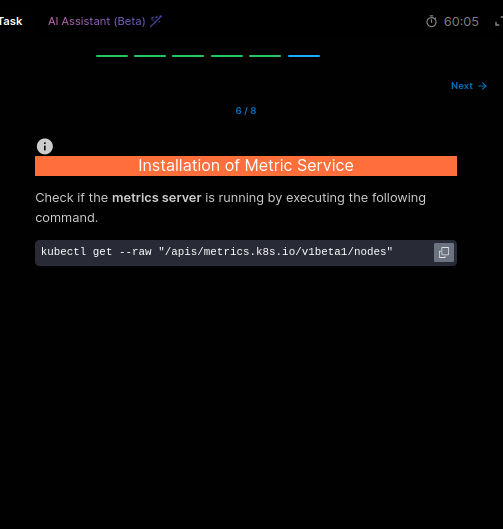 Task
AI Assistant (Beta)
60:05
Next
6 / 8
Installation of Metric Service
Check if the metrics server is running by executing the following
command.
kubectl get --raw "/apis/metrics.k8s.io/v1beta1/nodes"